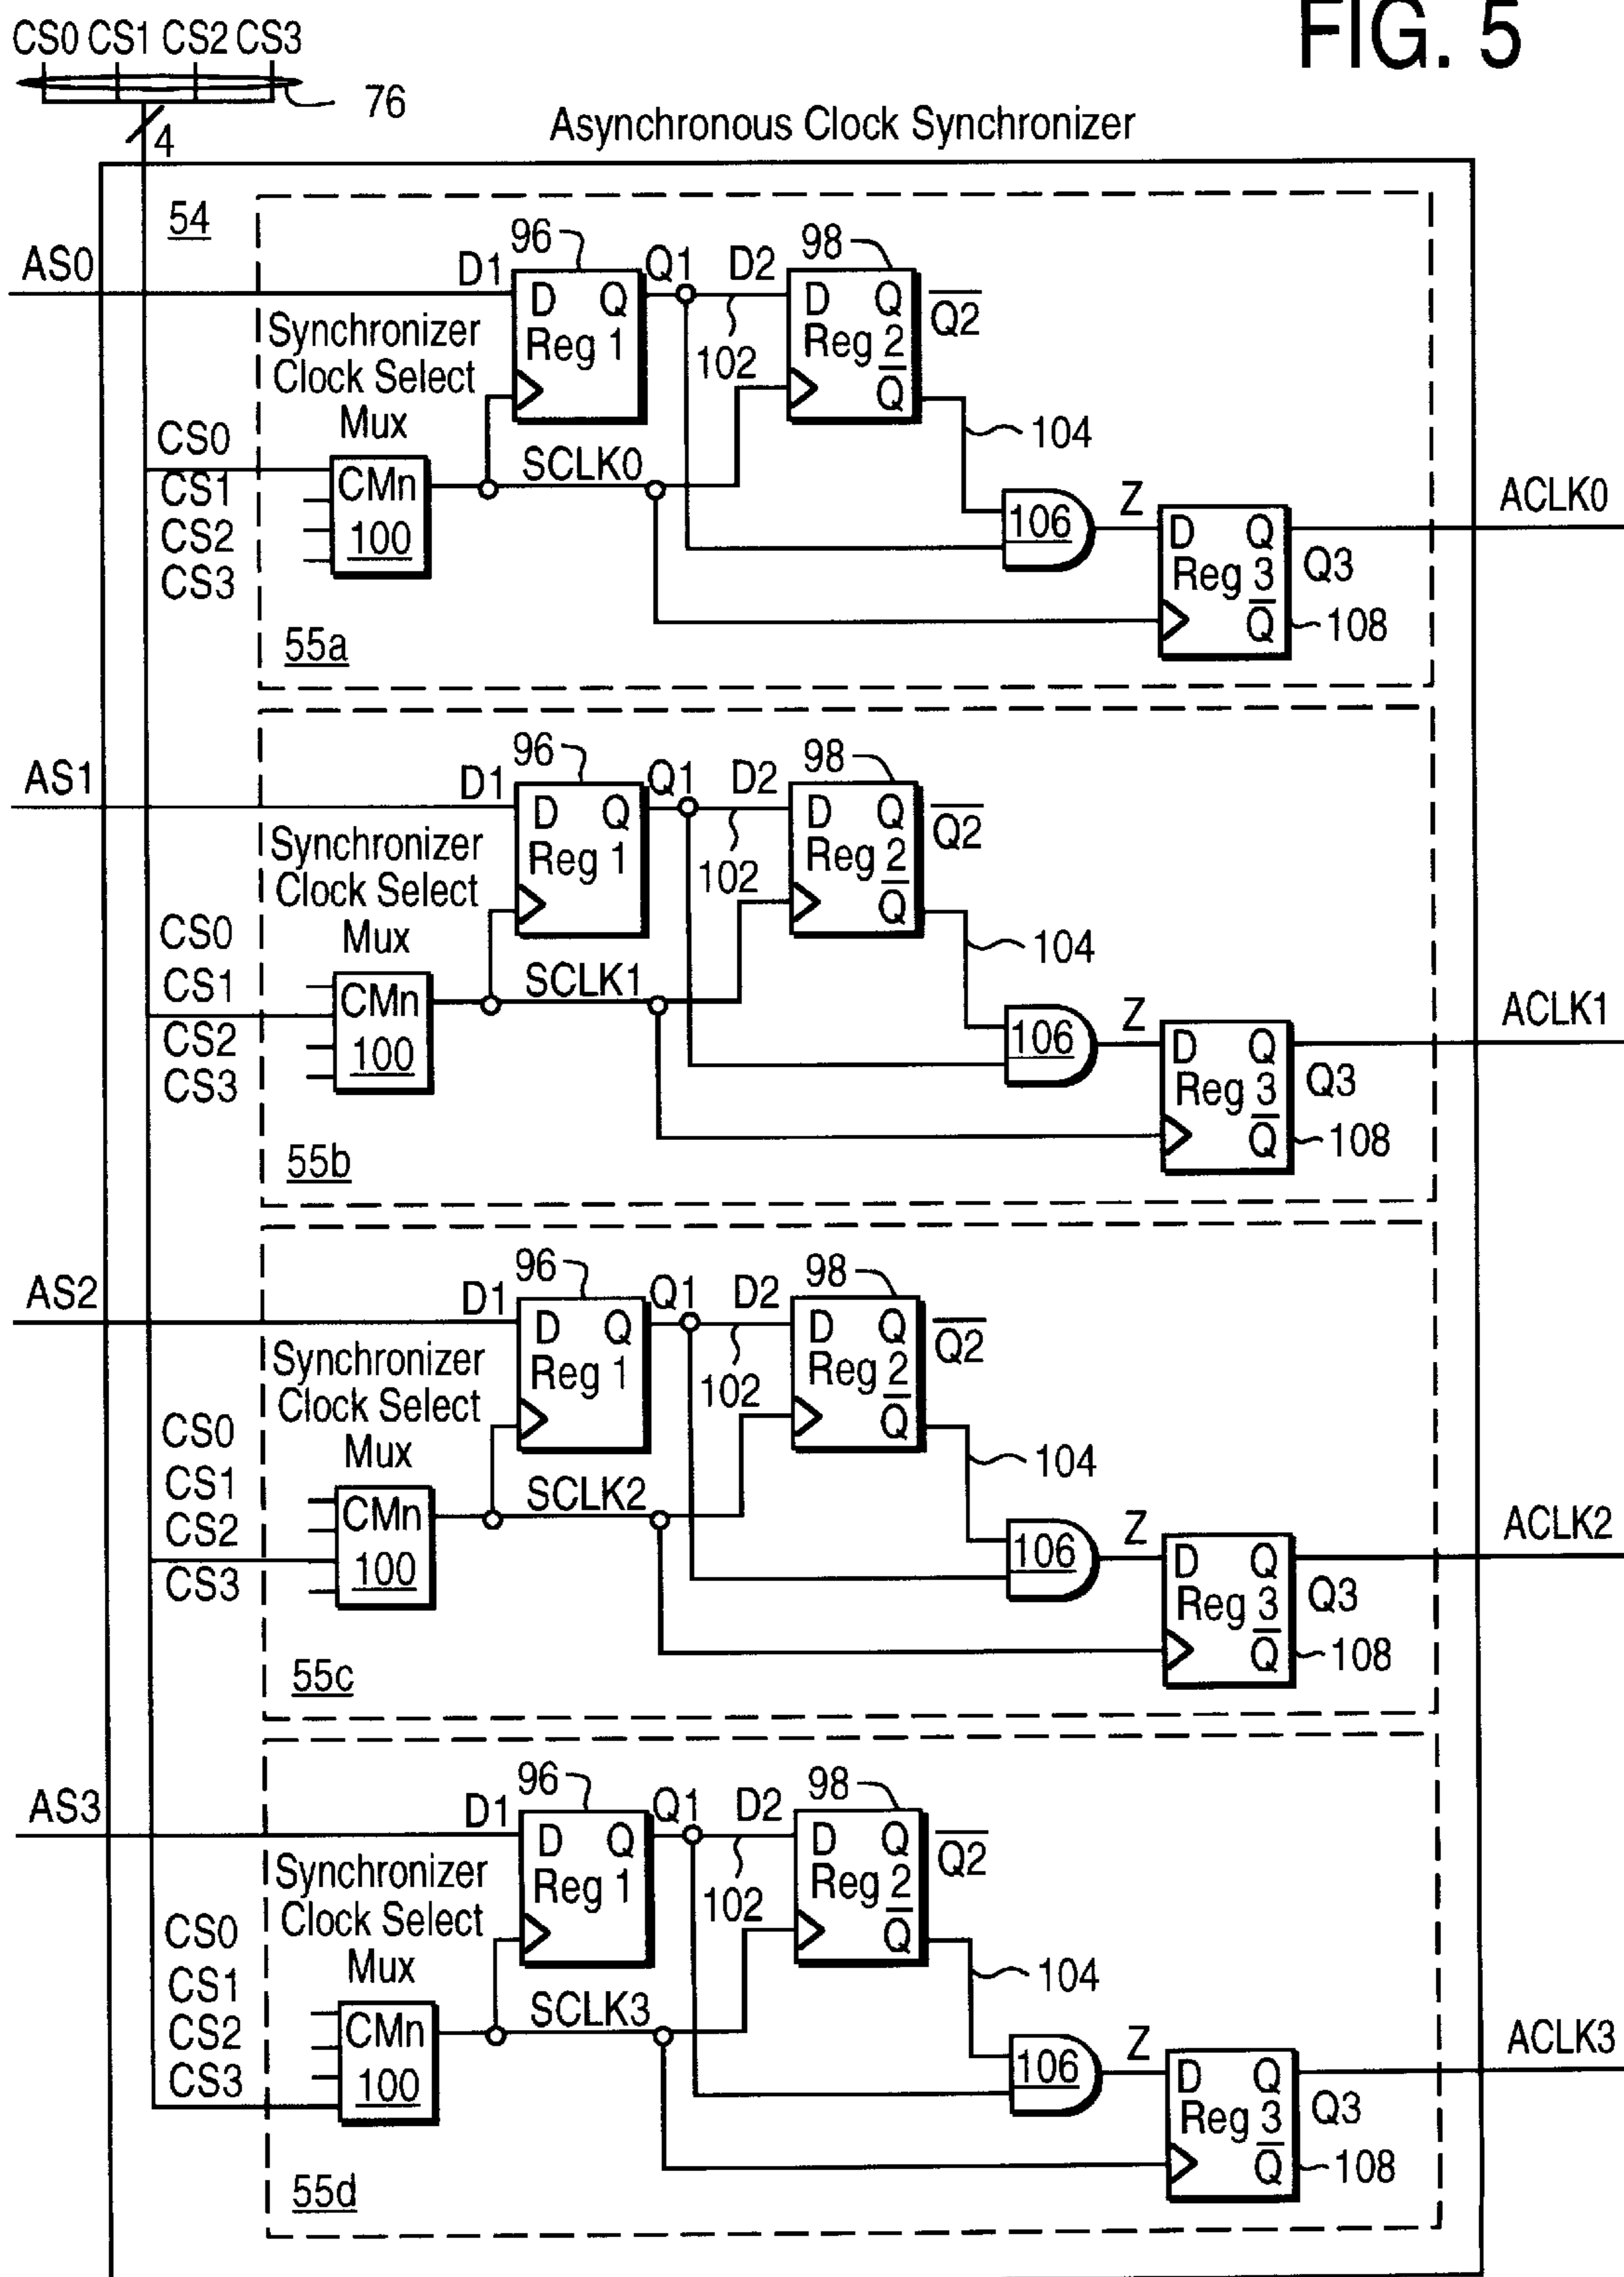 FIG. 5
CS0 CS1 CS2 CS3
76
4
Asynchronous Clock Synchronizer
54
AS0
D1
96
D Q
Reg 1
Q1
D2
102
98
D Q
Reg 2
Q
Q2
Synchronizer
Clock Select
Mux
104
CS0
CS1
CS2
CS3
CMn
100
SCLK0
106
Z
D Q
Reg 3
Q
Q3
108
ACLK0
55a
AS1
D1
96
D Q
Reg 1
Q1
D2
102
98
D Q
Reg 2
Q
Q2
Synchronizer
Clock Select
Mux
104
CS0
CS1
CS2
CS3
CMn
100
SCLK1
106
Z
D Q
Reg 3
Q
Q3
108
ACLK1
55b
AS2
D1
96
D Q
Reg 1
Q1
D2
102
98
D Q
Reg 2
Q
Q2
Synchronizer
Clock Select
Mux
104
CS0
CS1
CS2
CS3
CMn
100
SCLK2
106
Z
D Q
Reg 3
Q
Q3
108
ACLK2
55c
AS3
D1
96
D Q
Reg 1
Q1
D2
102
98
D Q
Reg 2
Q
Q2
Synchronizer
Clock Select
Mux
104
CS0
CS1
CS2
CS3
CMn
100
SCLK3
106
Z
D Q
Reg 3
Q
Q3
108
ACLK3
55d